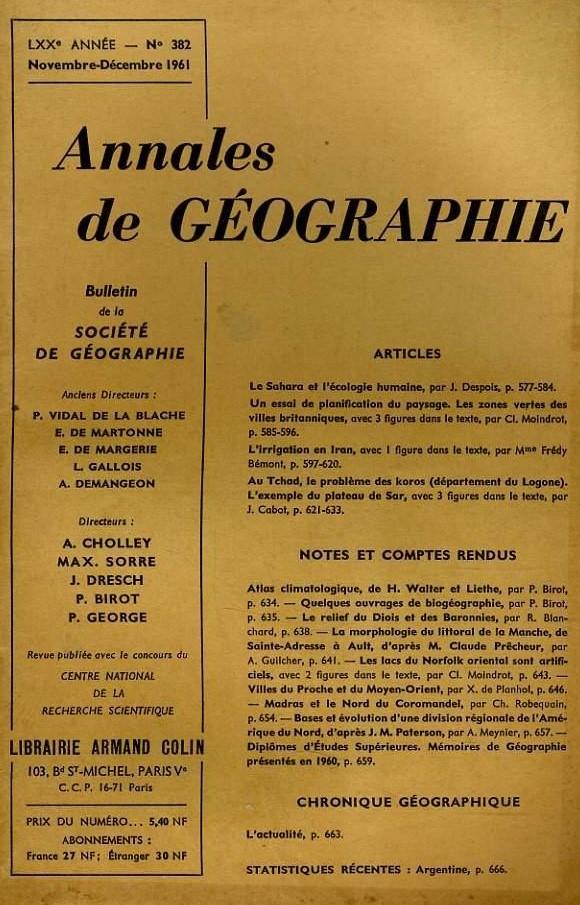 LXXe ANNÉE — No 382
Novembre-Décembre 1961
Annales
de GÉOGRAPHIE
Bulletin
de la
SOCIÉTÉ
DE GÉOGRAPHIE
Anciens Directeurs :
P. VIDAL DE LA BLACHE
E. DE MARTONNE
E. DE MARGERIE
L. GALLOIS
A. DEMANGEON
Directeurs :
A. CHOLLEY
MAX. SORRE
J. DRESCH
P. BIROT
P. GEORGE
Revue publiée avec le concours du
CENTRE NATIONAL
DE LA
RECHERCHE SCIENTIFIQUE
LIBRAIRIE ARMAND COLIN
103, Bd ST-MICHEL, PARIS Ve
C.C.P. 16-71 Paris
PRIX DU NUMÉRO... 5,40 NF
ABONNEMENTS :
France 27 NF; Étranger 30 NF
ARTICLES
Le Sahara et l'écologie humaine, par J. Despois, p. 577-584.
Un essai de planification du paysage. Les zones vertes des
villes britanniques, avec 3 figures dans le texte, par Cl. Moindrot,
p. 585-596.
L'irrigation en Iran, avec 1 figure dans le texte, par Mme Frédy
Bémont, p. 597-620.
Au Tchad, le problème des koros (département du Logone).
L'exemple du plateau de Sar, avec 3 figures dans le texte, par
J. Cabot, p. 621-633.
NOTES ET COMPTES RENDUS
Atlas climatologique, de H. Walter et Liethe, par P. Birot,
p. 634. — Quelques ouvrages de biogéographie, par P. Birot,
p. 635. — Le relief du Diois et des Baronnies, par R. Blan-
chard, p. 638. — La morphologie du littoral de la Manche, de
Sainte-Adresse à Ault, d'après M. Claude Prêcheur, par
A. Guilcher, p. 641. — Les lacs du Norfolk oriental sont artifi-
ciels, avec 2 figures dans le texte, par Cl. Moindrot, p. 643. —
Villes du Proche et du Moyen-Orient, par X. de Planhol, p. 646.
— Madras et le Nord du Coromandel, par Ch. Robequain,
p. 654. — Bases et évolution d'une division régionale de l'Amé-
rique du Nord, d'après J. M. Paterson, par A. Meynier, p. 657. —
Diplômes d'Études Supérieures. Mémoires de Géographie
présentés en 1960, p. 659.
CHRONIQUE GÉOGRAPHIQUE
L'actualité, p. 663.
STATISTIQUES RÉCENTES : Argentine, p. 666.